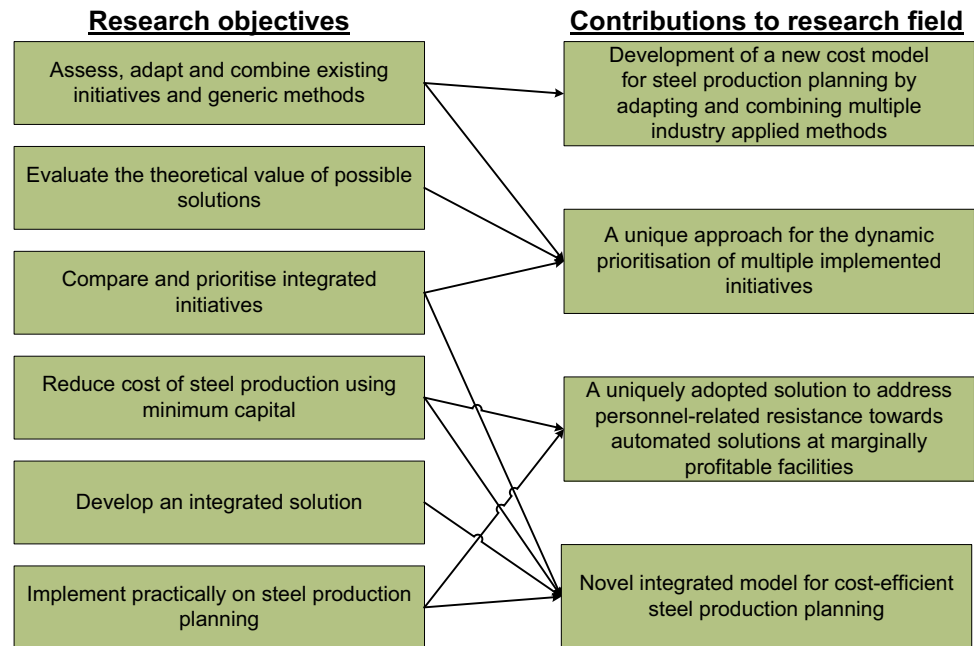 Research objectives
Assess, adapt and combine existing
initiatives and generic methods
Evaluate the theoretical value of possible
solutions
Compare and prioritise integrated
initiatives
Reduce cost of steel production using
minimum capital
Develop an integrated solution
Implement practically on steel production
planning
Contributions to research field
Development of a new cost model
for steel production planning by
adapting and combining multiple
industry applied methods
A unique approach for the dynamic
prioritisation of multiple implemented
initiatives
A uniquely adopted solution to address
personnel-related resistance towards
automated solutions at marginally
profitable facilities
Novel integrated model for cost-efficient
steel production planning